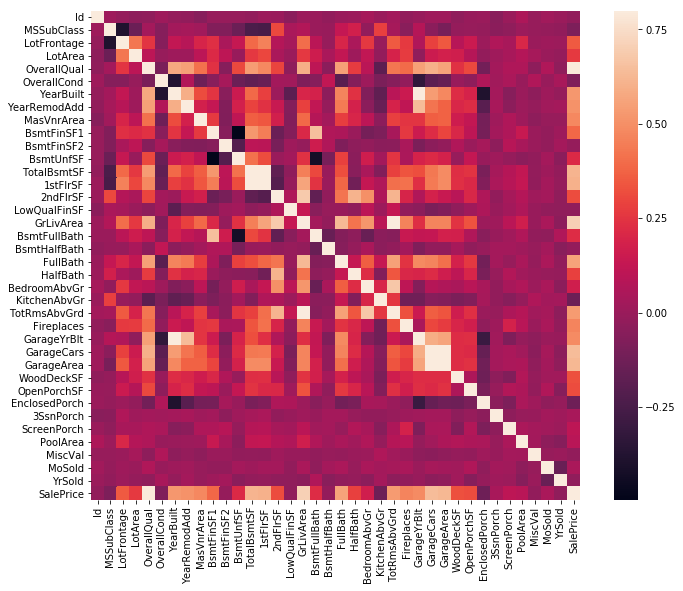 Id
MSSubClass
LotFrontage
LotArea
OverallQual
OverallCond
YearBuilt
YearRemodAdd
MasVnrArea
BsmtFinSF1
BsmtFinSF2
BsmtUnfSF
TotalBsmtSF
1stFlrSF
2ndFlrSF
LowQualFinSF
GrLivArea
BsmtFullBath
BsmtHalfBath
FullBath
HalfBath
BedroomAbvGr
KitchenAbvGr
TotRmsAbvGrd
Fireplaces
GarageYrBlt
GarageCars
GarageArea
WoodDeckSF
OpenPorchSF
EnclosedPorch
3SsnPorch
ScreenPorch
PoolArea
MiscVal
MoSold
YrSold
SalePrice
Id
MSSubClass
LotFrontage
LotArea
OverallQual
OverallCond
YearBuilt
YearRemodAdd
MasVnrArea
BsmtFinSF1
BsmtFinSF2
BsmtUnfSF
TotalBsmtSF
1stFlrSF
2ndFlrSF
LowQualFinSF
GrLivArea
BsmtFullBath
BsmtHalfBath
FullBath
HalfBath
BedroomAbvGr
KitchenAbvGr
TotRmsAbvGrd
Fireplaces
GarageYrBlt
GarageCars
GarageArea
WoodDeckSF
OpenPorchSF
EnclosedPorch
3SsnPorch
ScreenPorch
PoolArea
MiscVal
MoSold
YrSold
SalePrice
0.75
0.50
0.25
0.00
−0.25